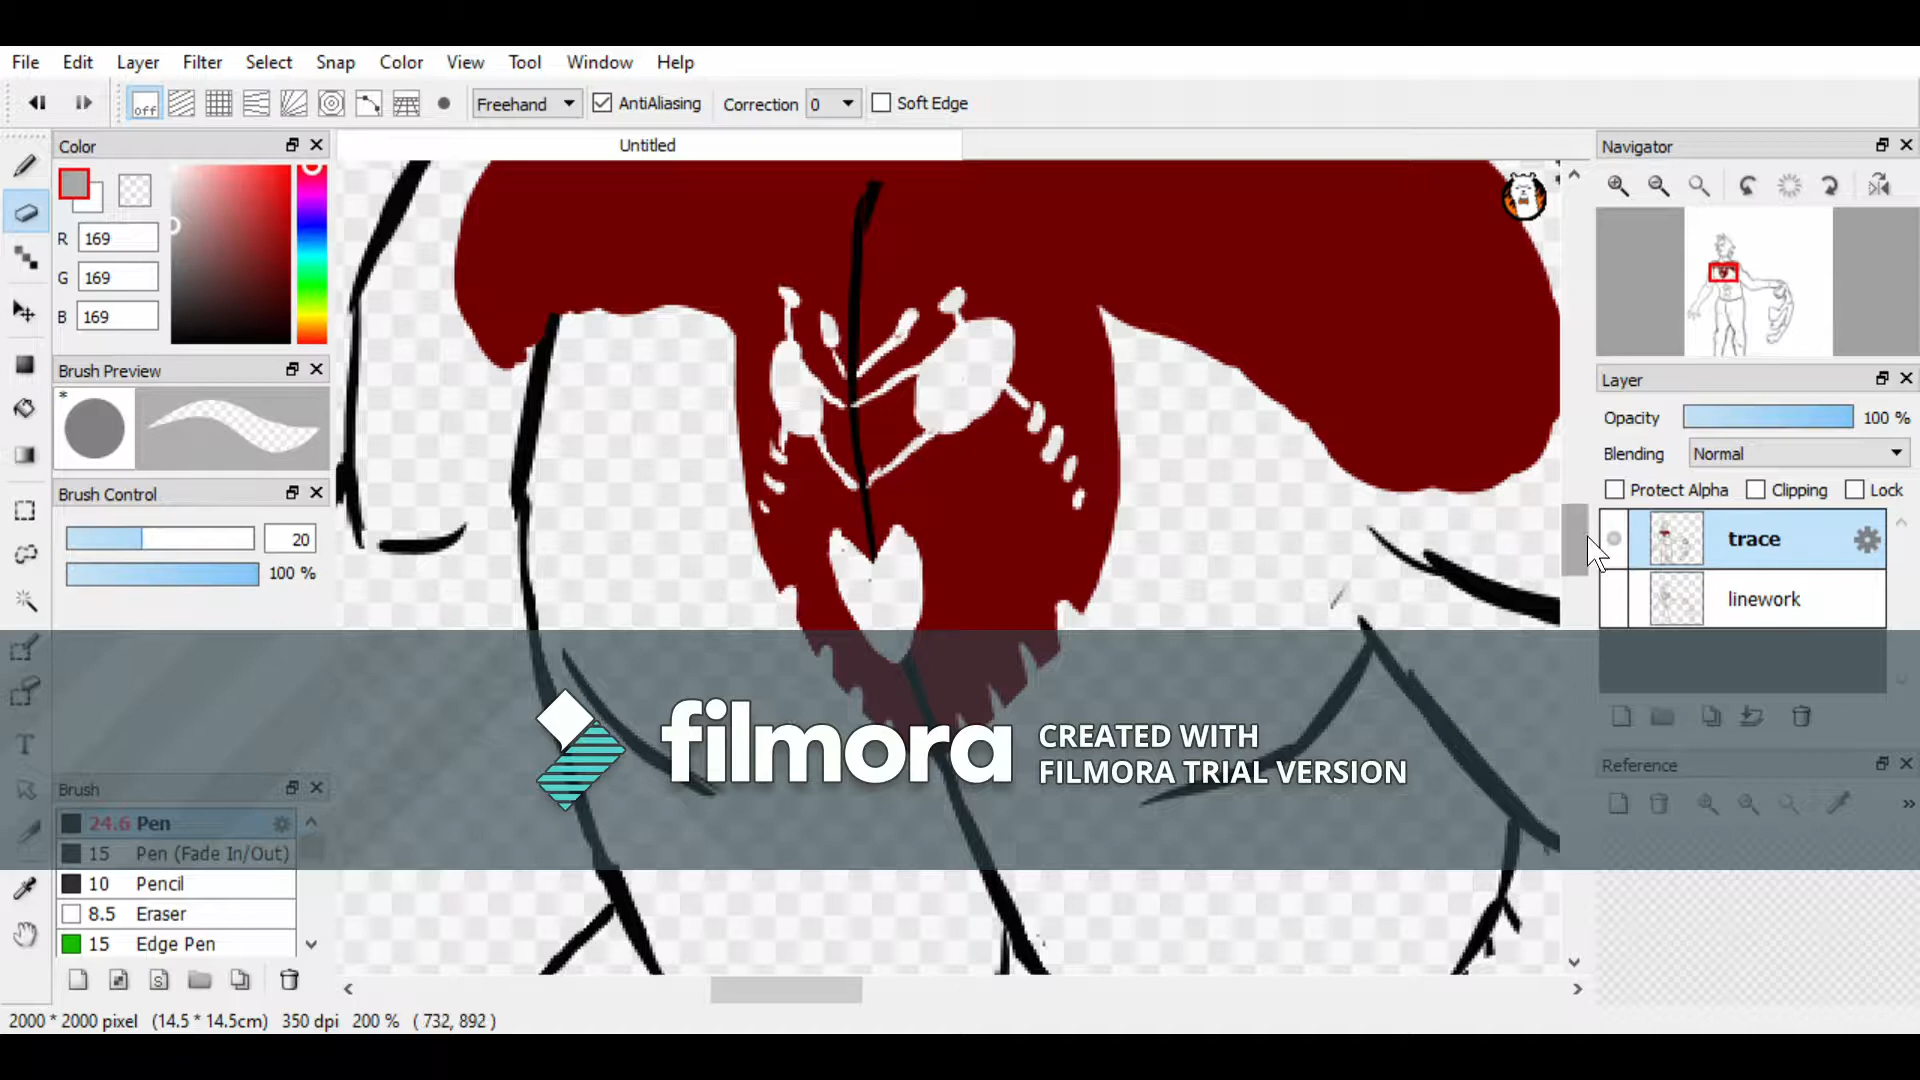 File Edit Layer Filter Select Snap Color View Tool Window Help
off Freehand AntiAliasing Correction 0 Soft Edge
Color
Untitled
Navigator
R 169
G 169
B 169
Brush Preview
*
Layer
Opacity 100 %
Blending Normal
Protect Alpha Clipping Lock
Brush Control
20
100 %
trace
linework
T
filmora
CREATED WITH
FILMORA TRIAL VERSION
Reference
Brush
24.6 Pen
15 Pen (Fade In/Out)
10 Pencil
8.5 Eraser
15 Edge Pen
S
2000 * 2000 pixel (14.5 * 14.5cm) 350 dpi 200 % ( 732, 892 )